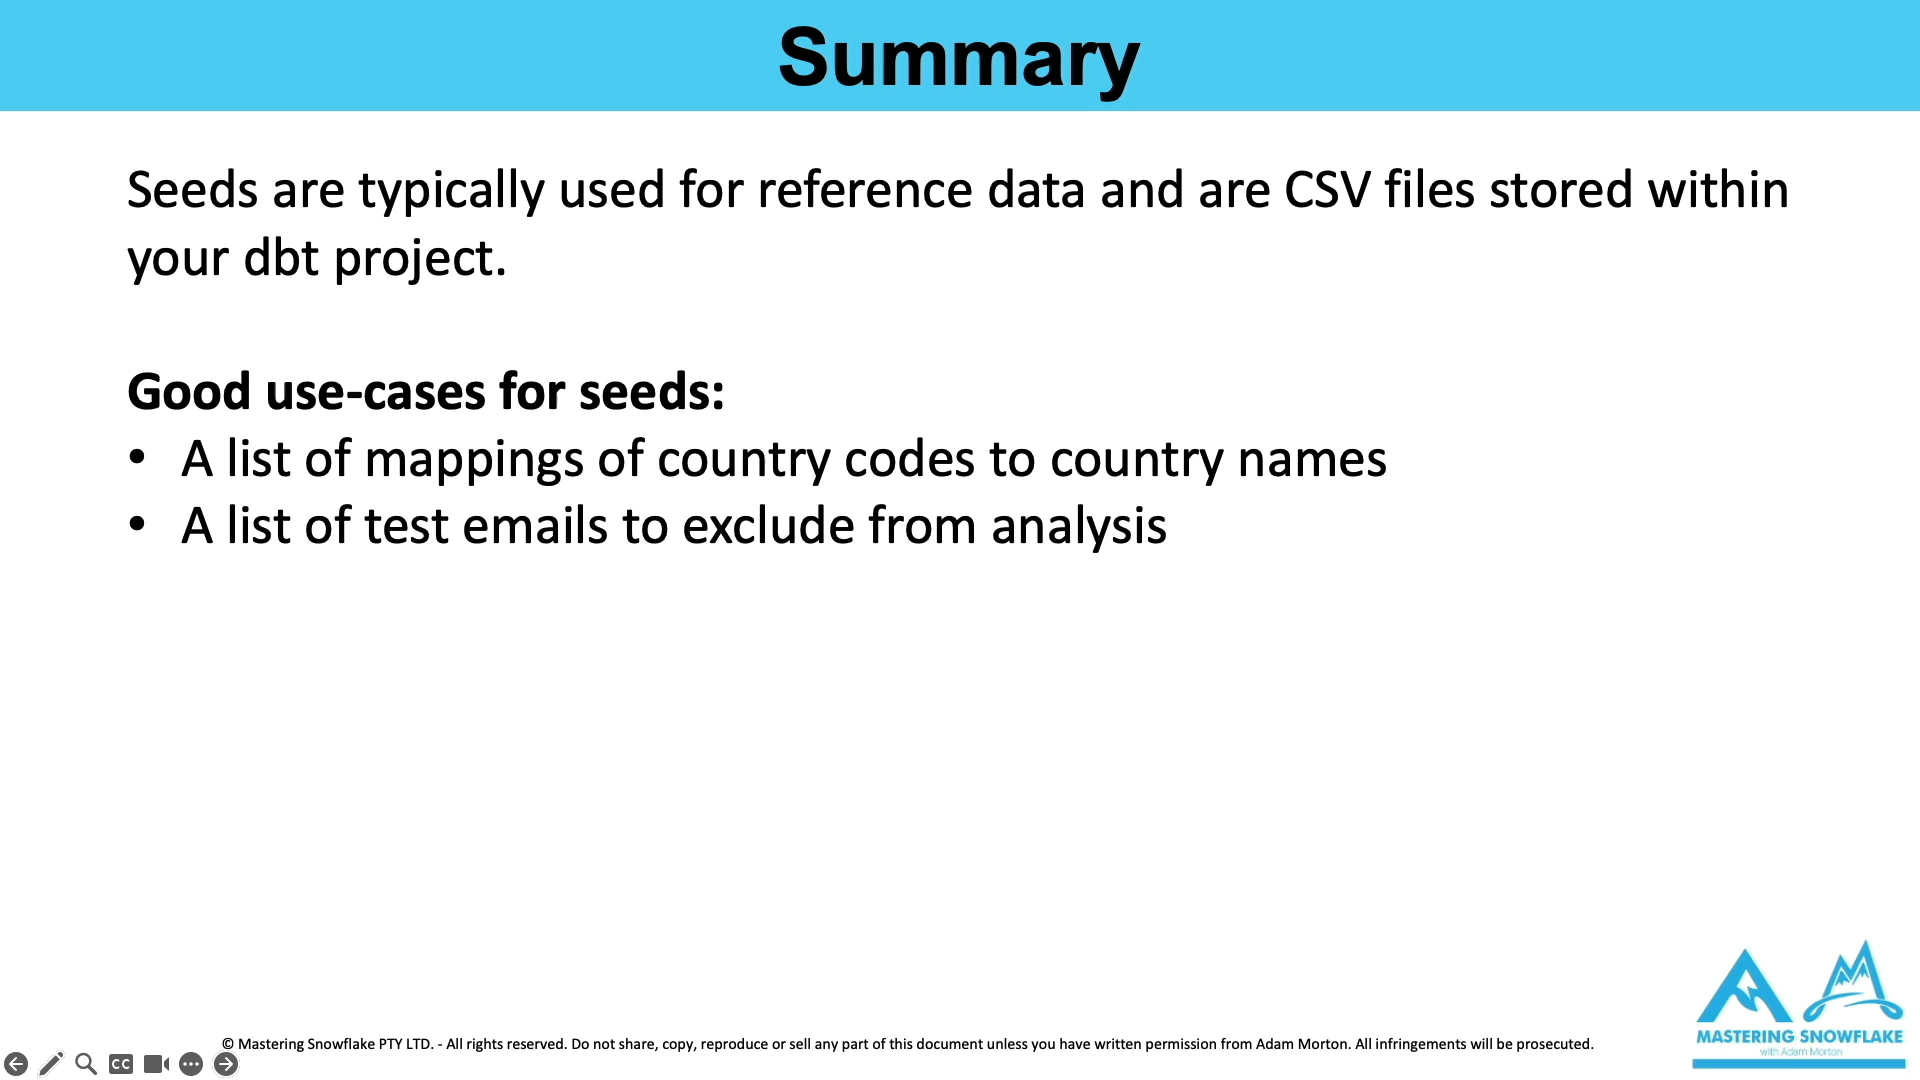 Summary
Seeds are typically used for reference data and are CSV files stored within
your dbt project.
Good use-cases for seeds:
• A list of mappings of country codes to country names
• A list of test emails to exclude from analysis
© Mastering Snowflake PTY LTD. - All rights reserved. Do not share, copy, reproduce or sell any part of this document unless you have written permission from Adam Morton. All infringements will be prosecuted.
MASTERING SNOWFLAKE
with Adam Morton
CC